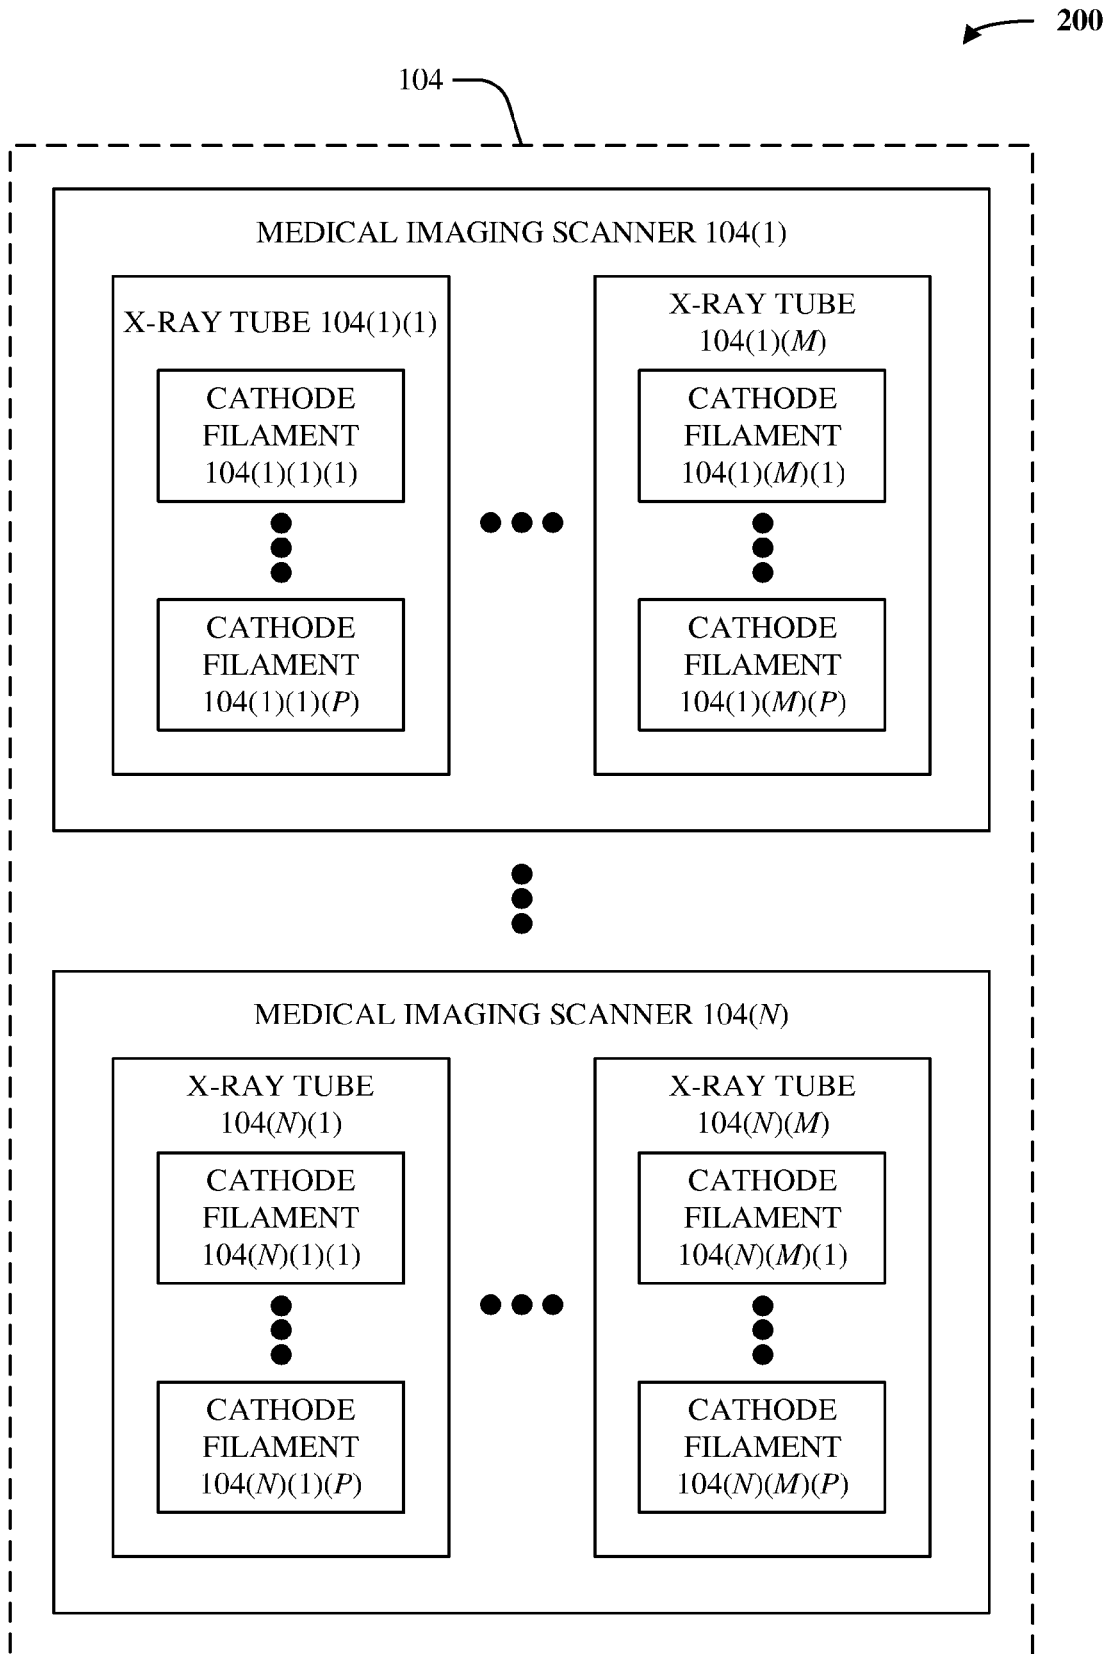 200
104
MEDICAL IMAGING SCANNER 104(1)
X-RAY TUBE 104(1)(1)
CATHODE
FILAMENT
104(1)(1)(1)
CATHODE
FILAMENT
104(1)(1)(P)
X-RAY TUBE
104(1)(M)
CATHODE
FILAMENT
104(1)(M)(1)
CATHODE
FILAMENT
104(1)(M)(P)
MEDICAL IMAGING SCANNER 104(N)
X-RAY TUBE
104(N)(1)
CATHODE
FILAMENT
104(N)(1)(1)
CATHODE
FILAMENT
104(N)(1)(P)
X-RAY TUBE
104(N)(M)
CATHODE
FILAMENT
104(N)(M)(1)
CATHODE
FILAMENT
104(N)(M)(P)